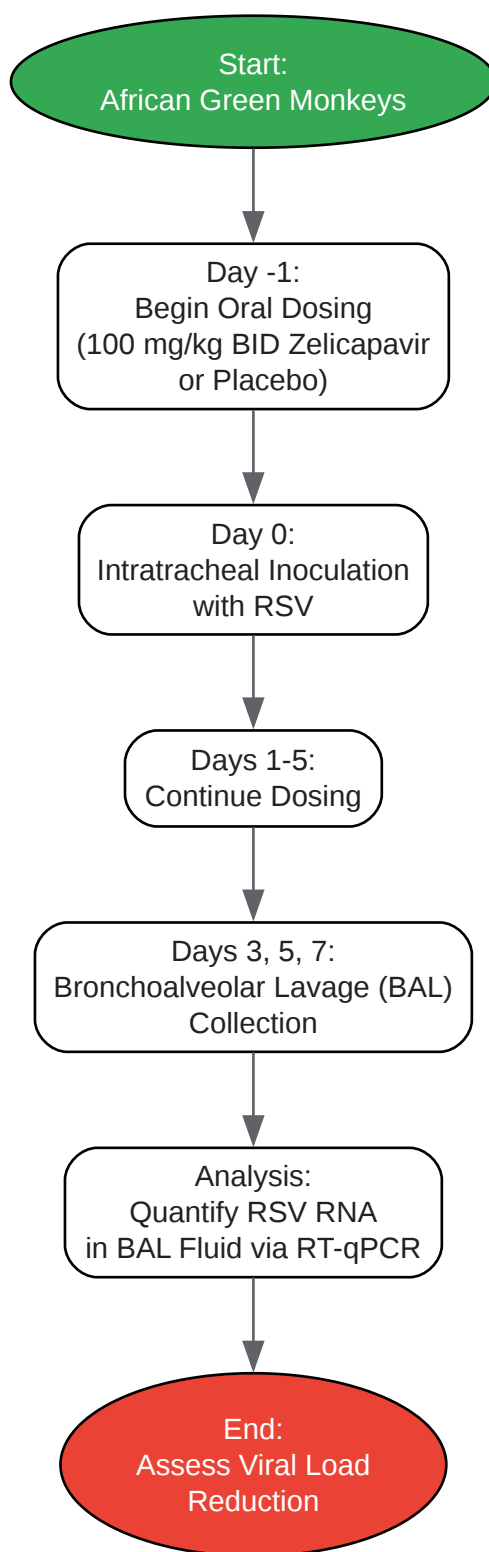 Start:
African Green Monkeys
Day -1:
Begin Oral Dosing
(100 mg/kg BID Zelicapavir
or Placebo)
Day 0:
Intratracheal Inoculation
with RSV
Days 1-5:
Continue Dosing
Days 3, 5, 7:
Bronchoalveolar Lavage (BAL)
Collection
Analysis:
Quantify RSV RNA
in BAL Fluid via RT-qPCR
End:
Assess Viral Load
Reduction